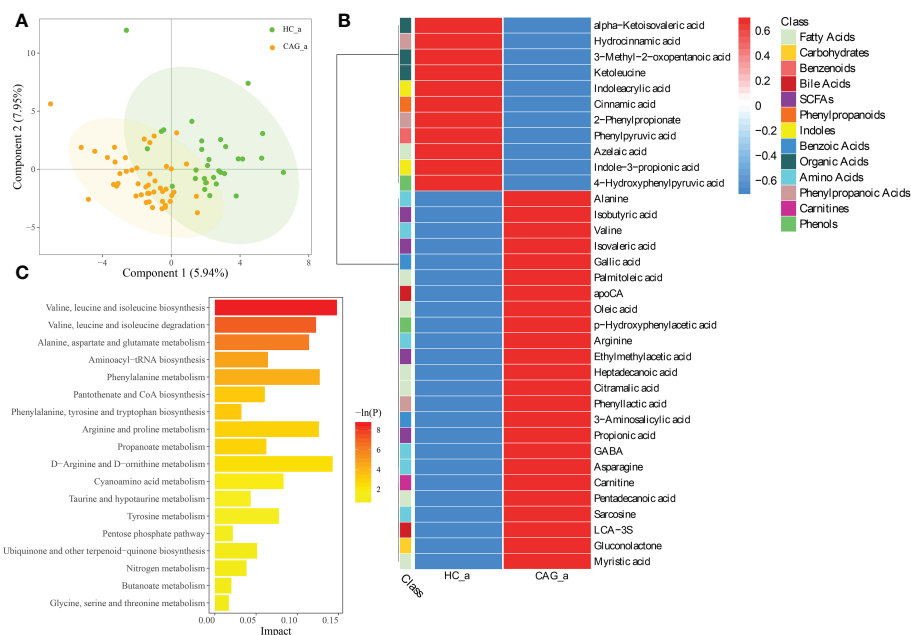 A
HC_a
CAG_a
10
5
0
−5
−4
0
4
8
Component 2 (7.95%)
Component 1 (5.94%)
B
alpha-Ketoisovaleric acid
Hydrocinnamic acid
3-Methyl-2-oxopentanoic acid
Ketoleucine
Indoleacrylic acid
Cinnamic acid
2-Phenylpropionate
Phenylpyruvic acid
Azelaic acid
Indole-3-propionic acid
4-Hydroxyphenylpyruvic acid
Alanine
Isobutyric acid
Valine
Isovaleric acid
Gallic acid
Palmitoleic acid
apoCA
Oleic acid
p-Hydroxyphenylacetic acid
Arginine
Ethylmethylacetic acid
Heptadecanoic acid
Citramalic acid
Phenyllactic acid
3-Aminosalicylic acid
Propionic acid
GABA
Asparagine
Carnitine
Pentadecanoic acid
Sarcosine
LCA-3S
Gluconolactone
Myristic acid
Class
HC_a
CAG_a
0.6
0.4
0.2
0
−0.2
−0.4
−0.6
Class
Fatty Acids
Carbohydrates
Benzenoids
Bile Acids
SCFAs
Phenylpropanoids
Indoles
Benzoic Acids
Organic Acids
Amino Acids
Phenylpropanoic Acids
Carnitines
Phenols
C
Valine, leucine and isoleucine biosynthesis
Valine, leucine and isoleucine degradation
Alanine, aspartate and glutamate metabolism
Aminoacyl−tRNA biosynthesis
Phenylalanine metabolism
Pantothenate and CoA biosynthesis
Phenylalanine, tyrosine and tryptophan biosynthesis
Arginine and proline metabolism
Propanoate metabolism
D−Arginine and D−ornithine metabolism
Cyanoamino acid metabolism
Taurine and hypotaurine metabolism
Tyrosine metabolism
Pentose phosphate pathway
Ubiquinone and other terpenoid−quinone biosynthesis
Nitrogen metabolism
Butanoate metabolism
Glycine, serine and threonine metabolism
0.00
0.05
0.10
0.15
Impact
−ln(P)
8
6
4
2